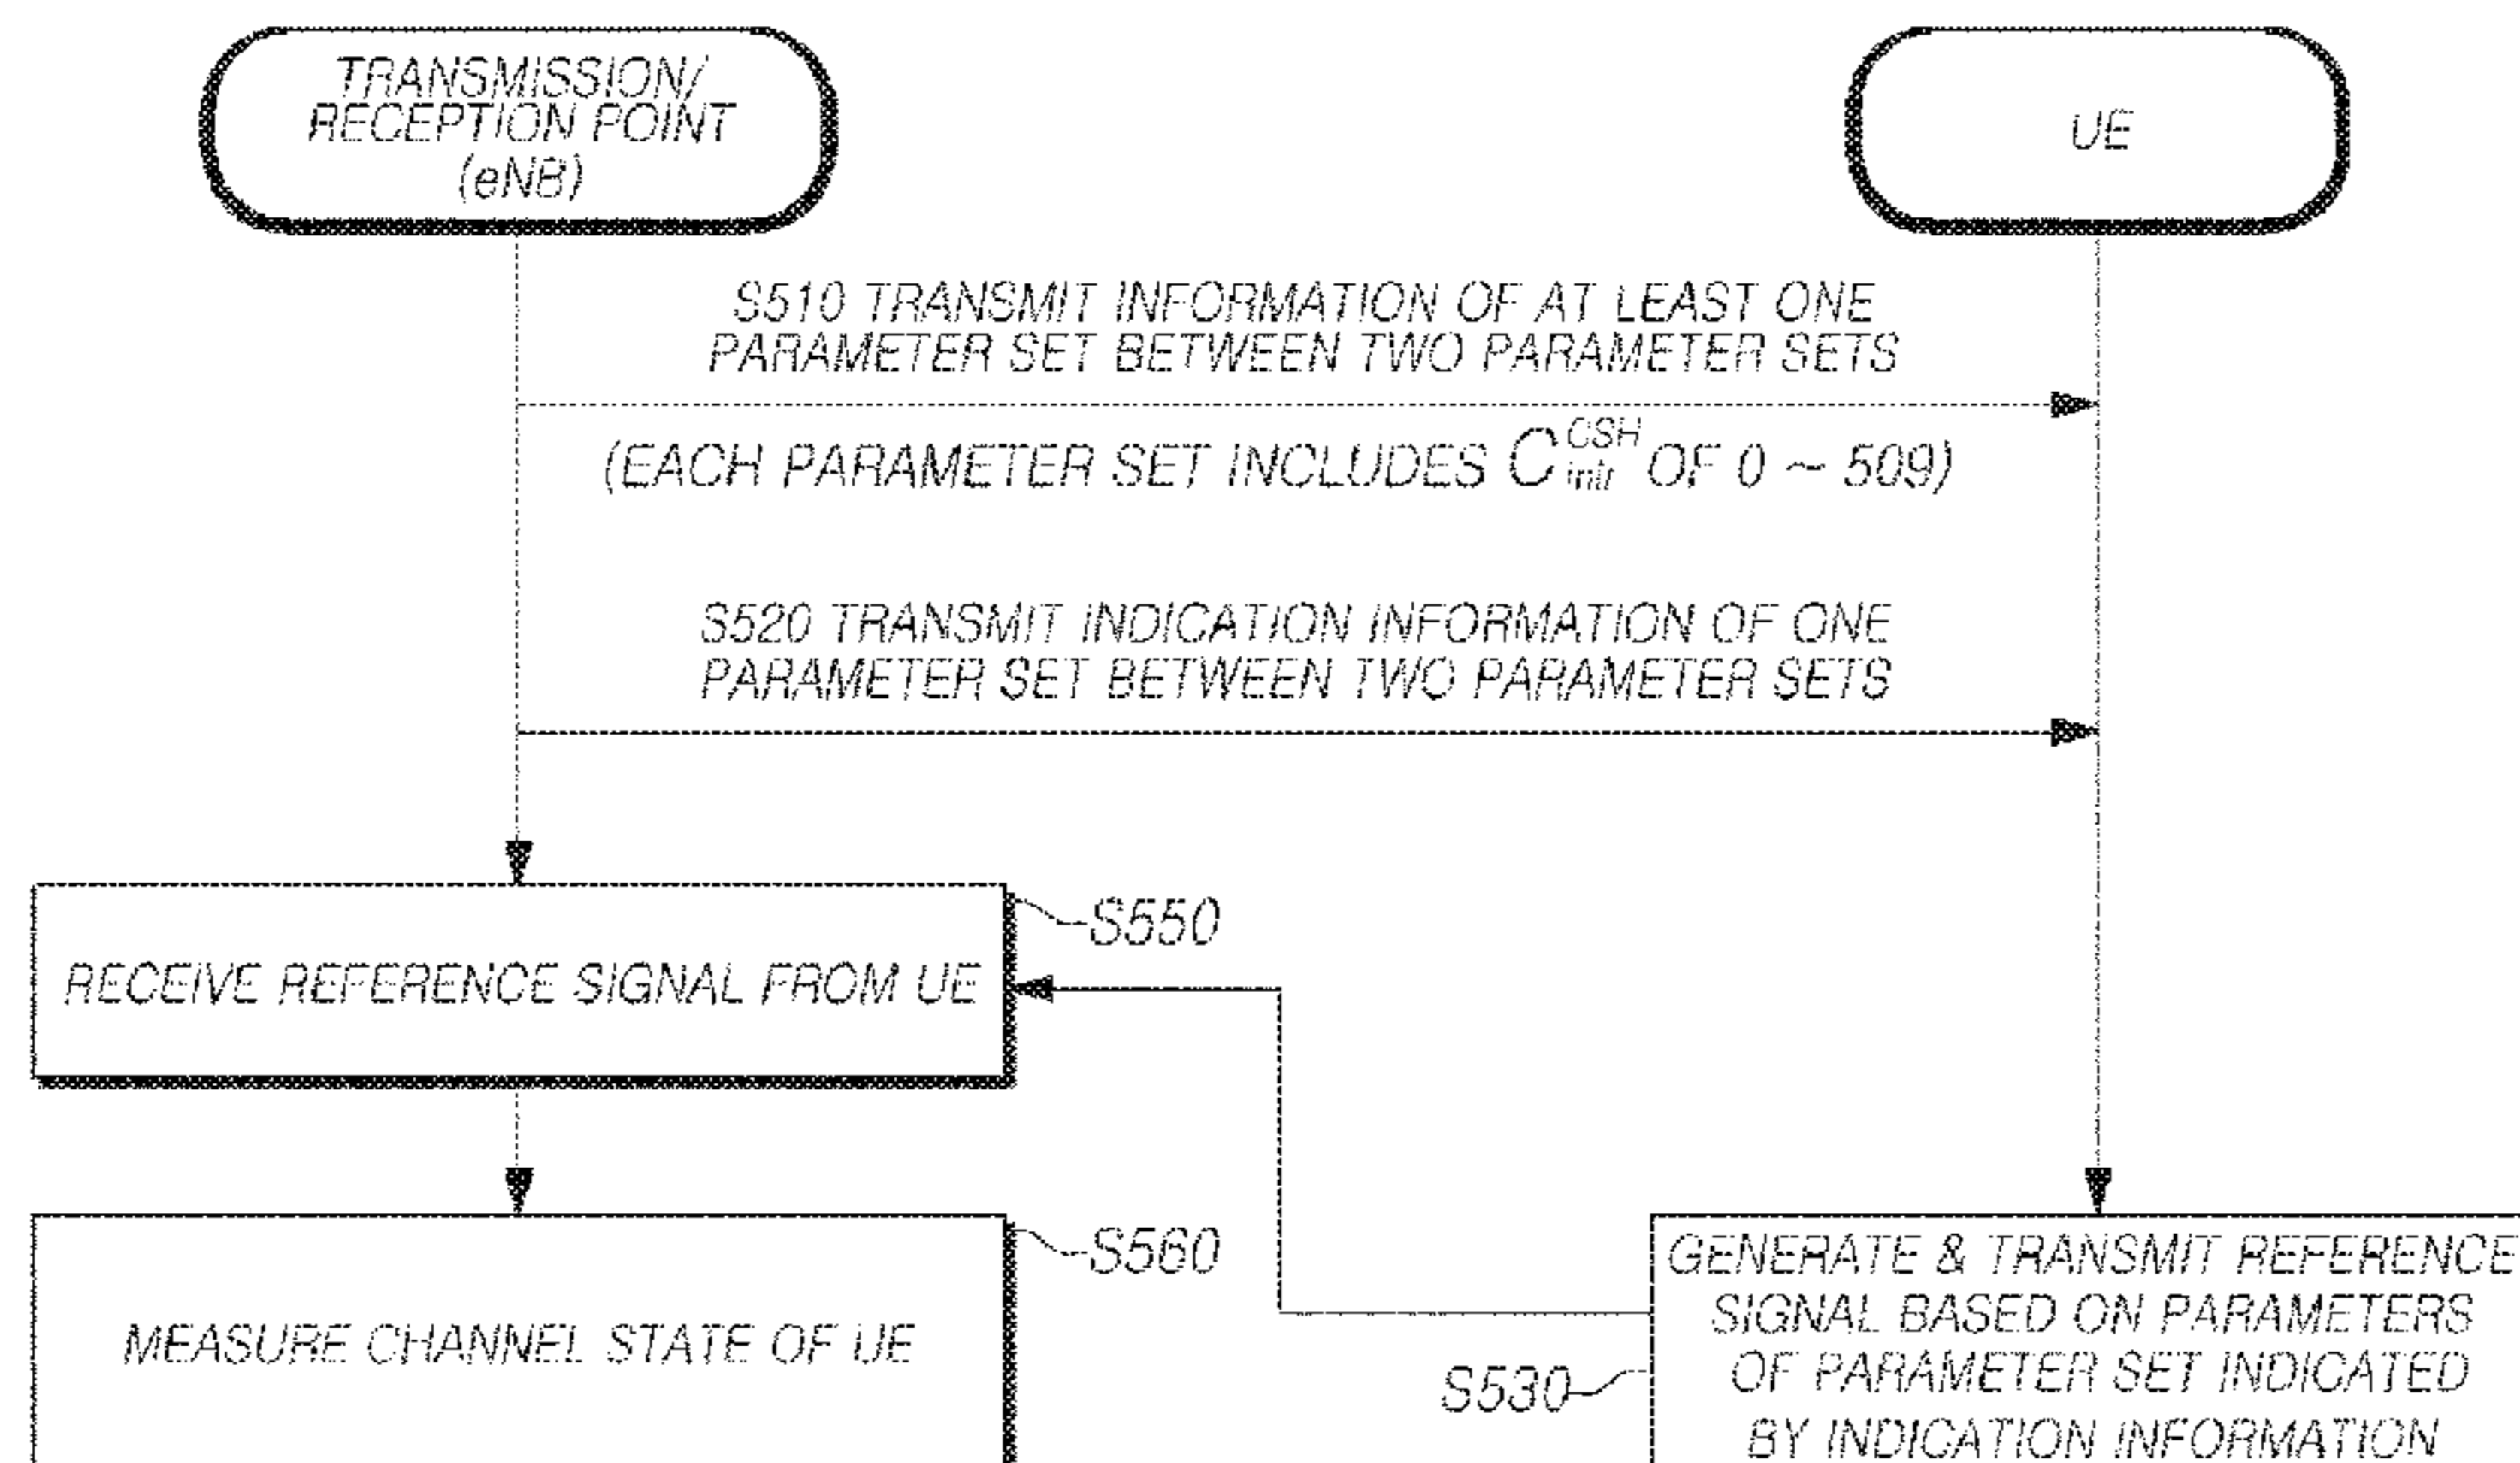 TRANSMISSION/
RECEPTION POINT
(eNB)
UE
S510 TRANSMIT INFORMATION OF AT LEAST ONE
PARAMETER SET BETWEEN TWO PARAMETER SETS
(EACH PARAMETER SET INCLUDES C CSH OF 0 ~ 509)
S520 TRANSMIT INDICATION INFORMATION OF ONE
PARAMETER SET BETWEEN TWO PARAMETER SETS
S550
RECEIVE REFERENCE SIGNAL FROM UE
S560
MEASURE CHANNEL STATE OF UE
GENERATE & TRANSMIT REFERENCE
SIGNAL BASED ON PARAMETERS
OF PARAMETER SET INDICATED
BY INDICATION INFORMATION
S530